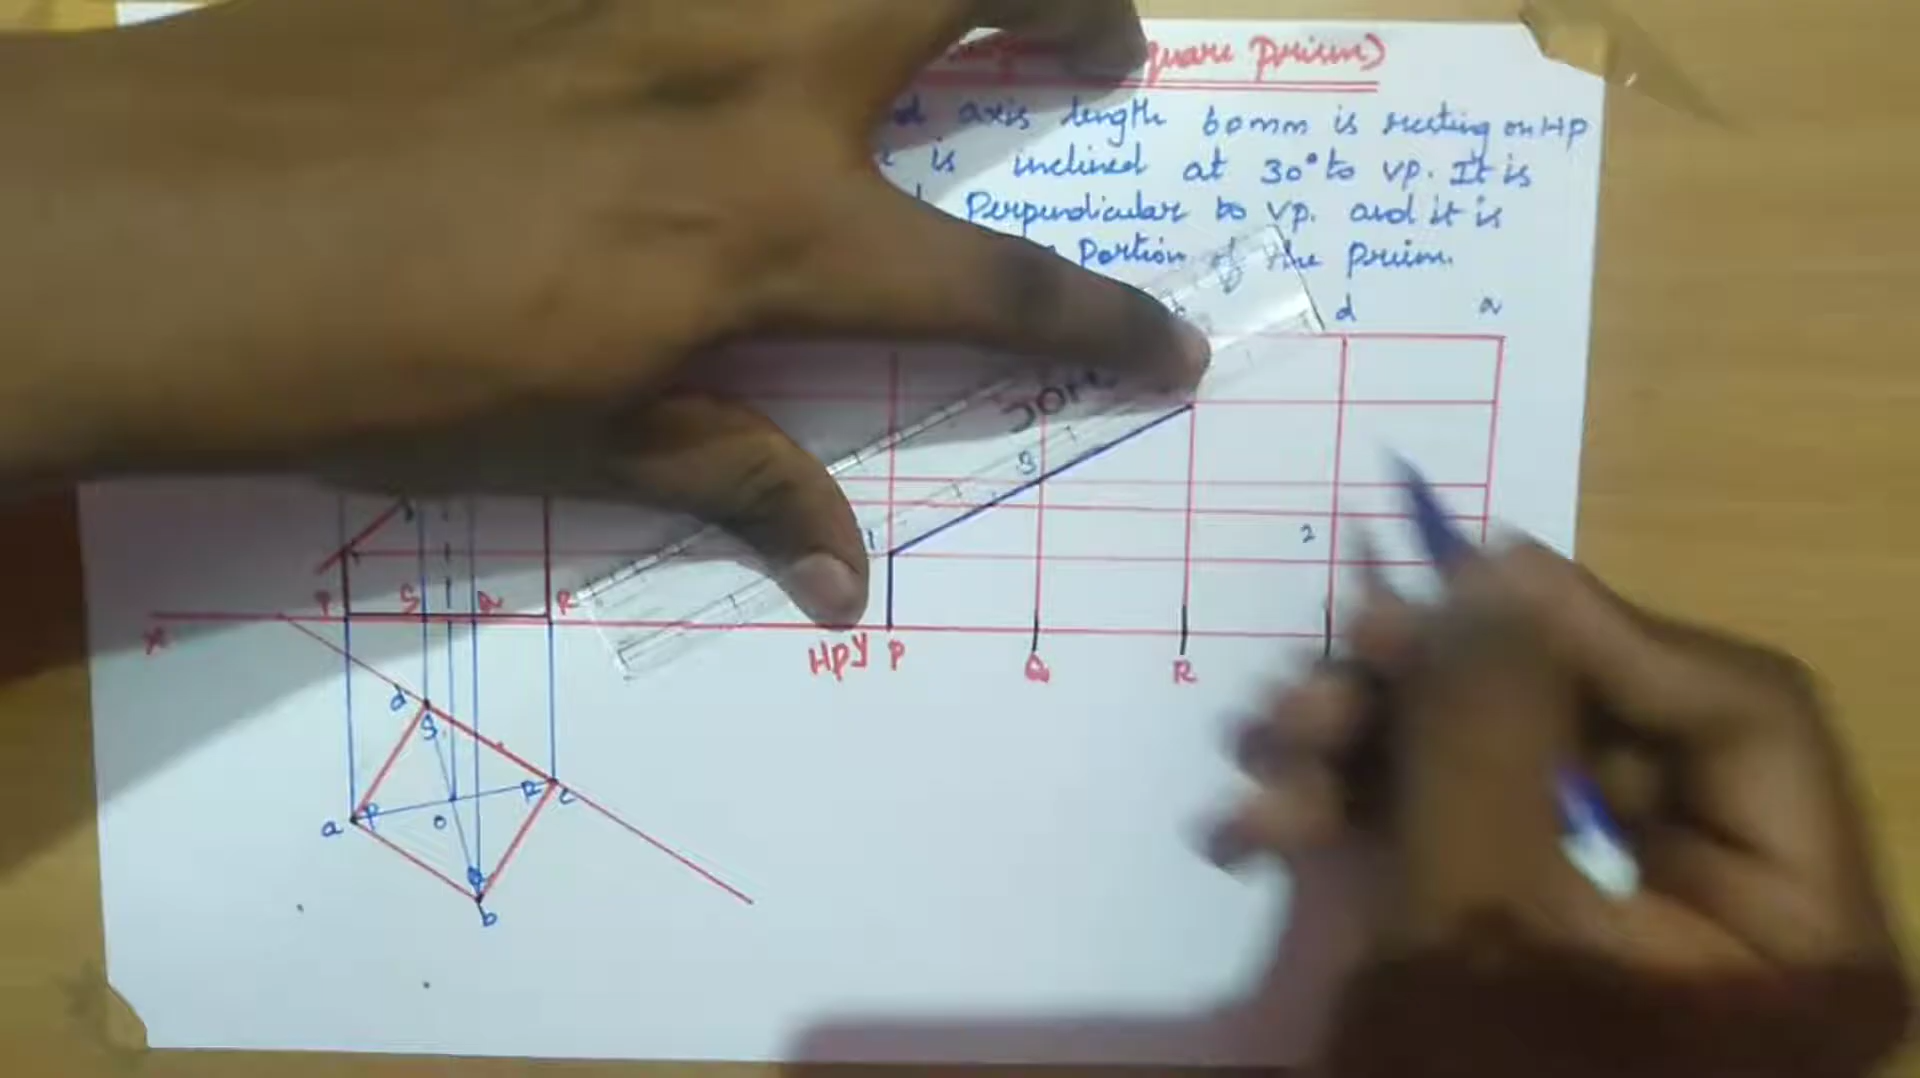 Square Prism)
axis length 60mm is resting on HP
is inclined at 30° to VP. It is
Perpendicular to VP. and it is
Portion of the Prism.
d a
3
1
2
P S Q R
X
HP Y P Q R
d
S
R c
a P
o
Q
b